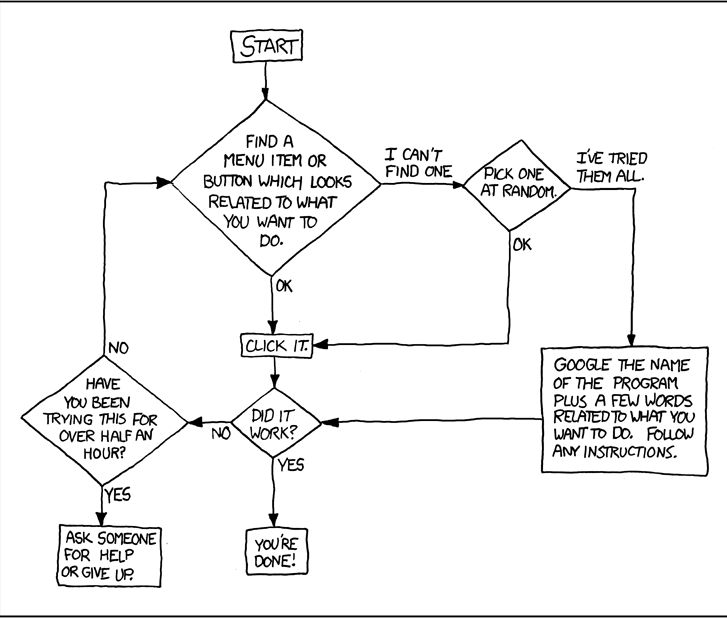 START
FIND A
MENU ITEM OR
BUTTON WHICH LOOKS
RELATED TO WHAT
YOU WANT TO
DO.
I CAN'T
FIND ONE
PICK ONE
AT RANDOM.
I'VE TRIED
THEM ALL.
OK
OK
CLICK IT.
NO
HAVE
YOU BEEN
TRYING THIS FOR
OVER HALF AN
HOUR?
NO
DID IT
WORK?
GOOGLE THE NAME
OF THE PROGRAM
PLUS A FEW WORDS
RELATED TO WHAT YOU
WANT TO DO. FOLLOW
ANY INSTRUCTIONS.
YES
YES
ASK SOMEONE
FOR HELP
OR GIVE UP.
YOU'RE
DONE!